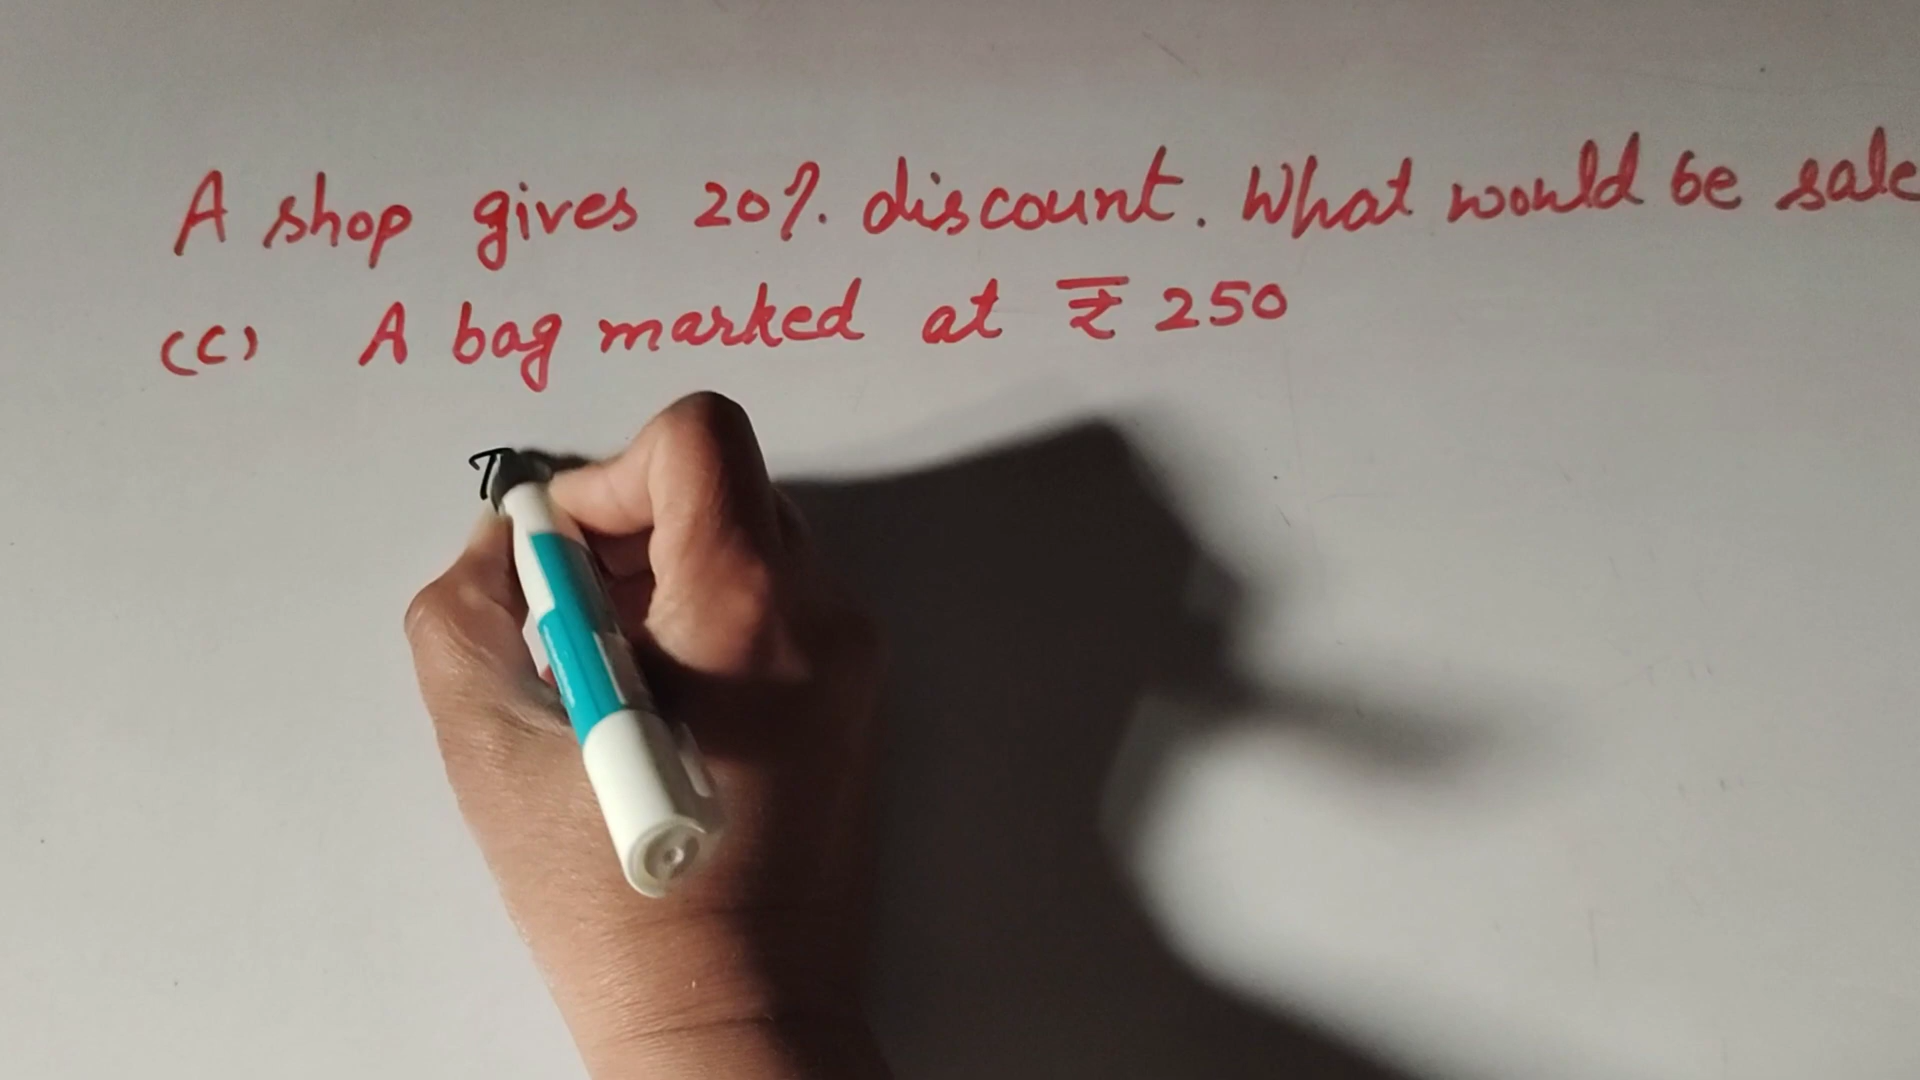 A shop gives 20% discount. What would be sale
(c) A bag marked at ₹ 250
T